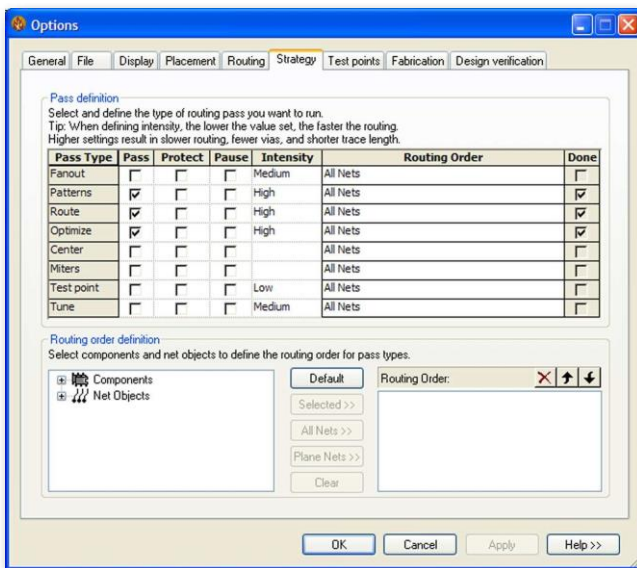 Options
General File Display Placement Routing Strategy Test points Fabrication Design verification
Pass definition
Select and define the type of routing pass you want to run.
Tip: When defining intensity, the lower the value set, the faster the routing.
Higher settings result in slower routing, fewer vias, and shorter trace length.
Pass Type Pass Protect Pause Intensity Routing Order Done
Fanout Medium All Nets
Patterns High All Nets
Route High All Nets
Optimize High All Nets
Center All Nets
Miters All Nets
Test point Low All Nets
Tune Medium All Nets
Routing order definition
Select components and net objects to define the routing order for pass types.
Components
Net Objects
Default
Selected >>
All Nets >>
Plane Nets >>
Clear
Routing Order:
OK Cancel Apply Help >>